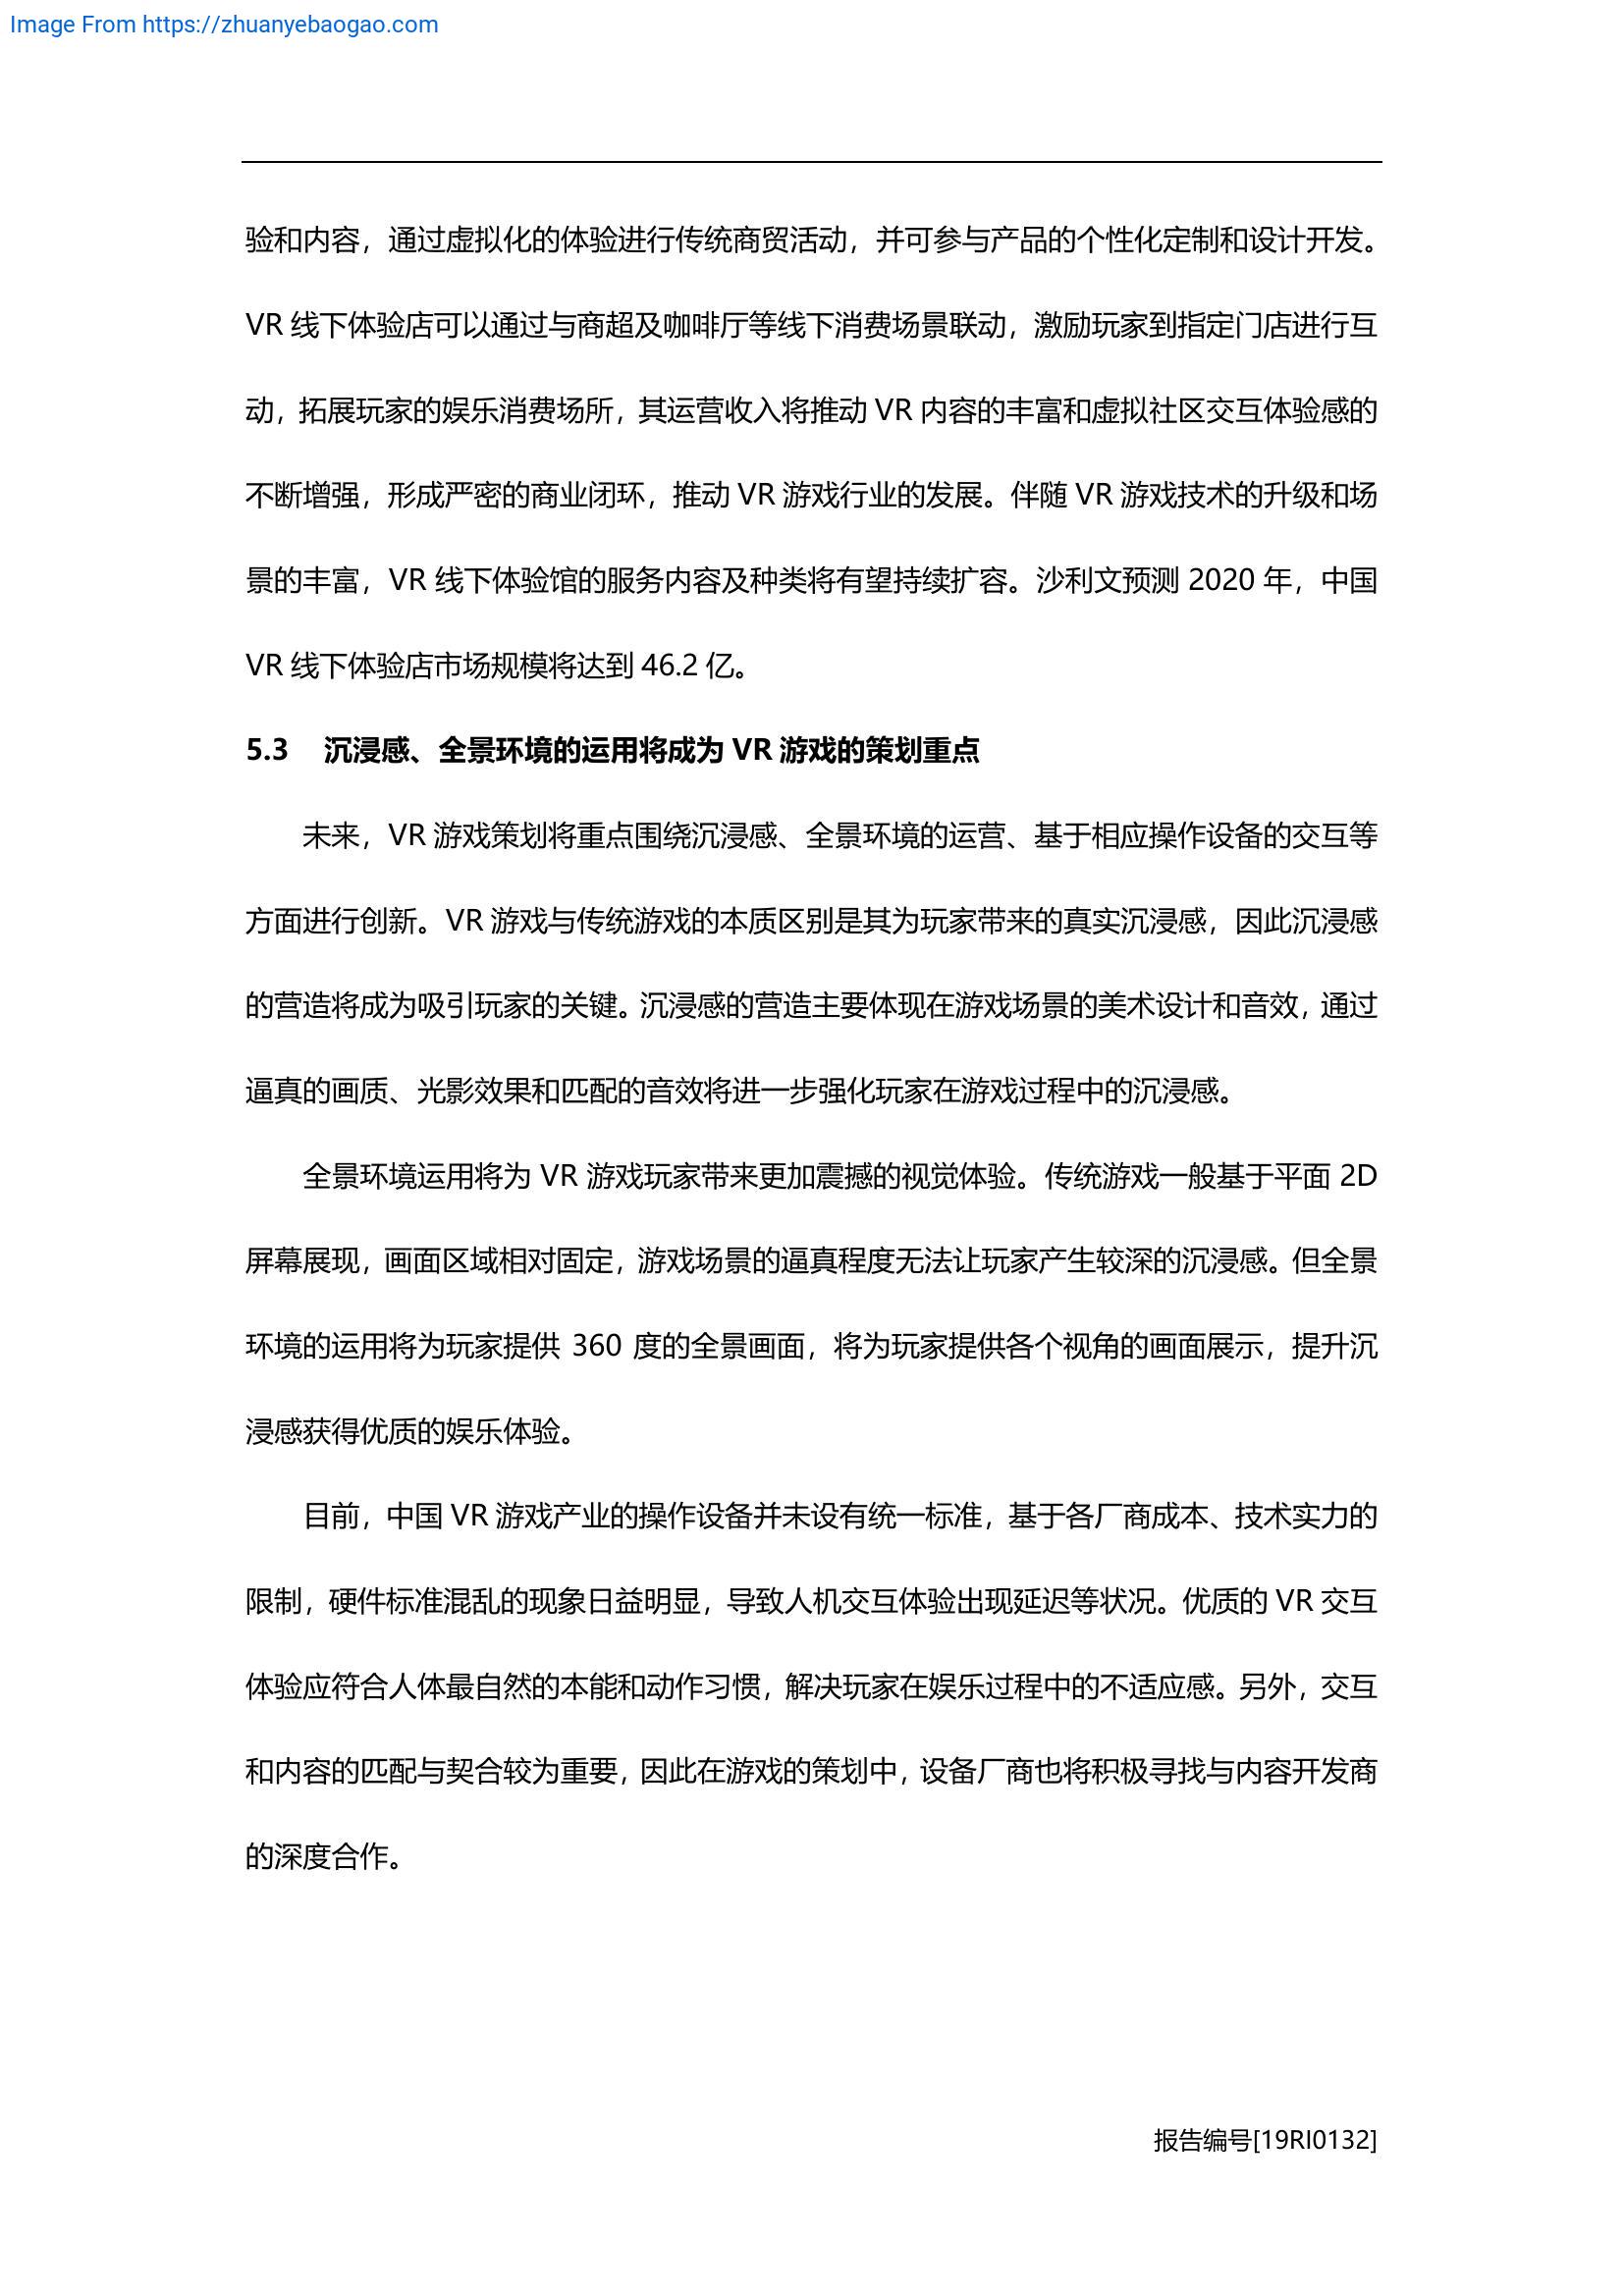 Image From https://zhuanyebaogao.com
验和内容，通过虚拟化的体验进行传统商贸活动，并可参与产品的个性化定制和设计开发。
VR 线下体验店可以通过与商超及咖啡厅等线下消费场景联动，激励玩家到指定门店进行互
动，拓展玩家的娱乐消费场所，其运营收入将推动 VR 内容的丰富和虚拟社区交互体验感的
不断增强，形成严密的商业闭环，推动 VR 游戏行业的发展。伴随 VR 游戏技术的升级和场
景的丰富，VR 线下体验馆的服务内容及种类将有望持续扩容。沙利文预测 2020 年，中国
VR 线下体验店市场规模将达到 46.2 亿。
5.3 沉浸感、全景环境的运用将成为 VR 游戏的策划重点
未来，VR 游戏策划将重点围绕沉浸感、全景环境的运营、基于相应操作设备的交互等
方面进行创新。VR 游戏与传统游戏的本质区别是其为玩家带来的真实沉浸感，因此沉浸感
的营造将成为吸引玩家的关键。沉浸感的营造主要体现在游戏场景的美术设计和音效，通过
逼真的画质、光影效果和匹配的音效将进一步强化玩家在游戏过程中的沉浸感。
全景环境运用将为 VR 游戏玩家带来更加震撼的视觉体验。传统游戏一般基于平面 2D
屏幕展现，画面区域相对固定，游戏场景的逼真程度无法让玩家产生较深的沉浸感。但全景
环境的运用将为玩家提供 360 度的全景画面，将为玩家提供各个视角的画面展示，提升沉
浸感获得优质的娱乐体验。
目前，中国 VR 游戏产业的操作设备并未设有统一标准，基于各厂商成本、技术实力的
限制，硬件标准混乱的现象日益明显，导致人机交互体验出现延迟等状况。优质的 VR 交互
体验应符合人体最自然的本能和动作习惯，解决玩家在娱乐过程中的不适应感。另外，交互
和内容的匹配与契合较为重要，因此在游戏的策划中，设备厂商也将积极寻找与内容开发商
的深度合作。
报告编号[19RI0132]